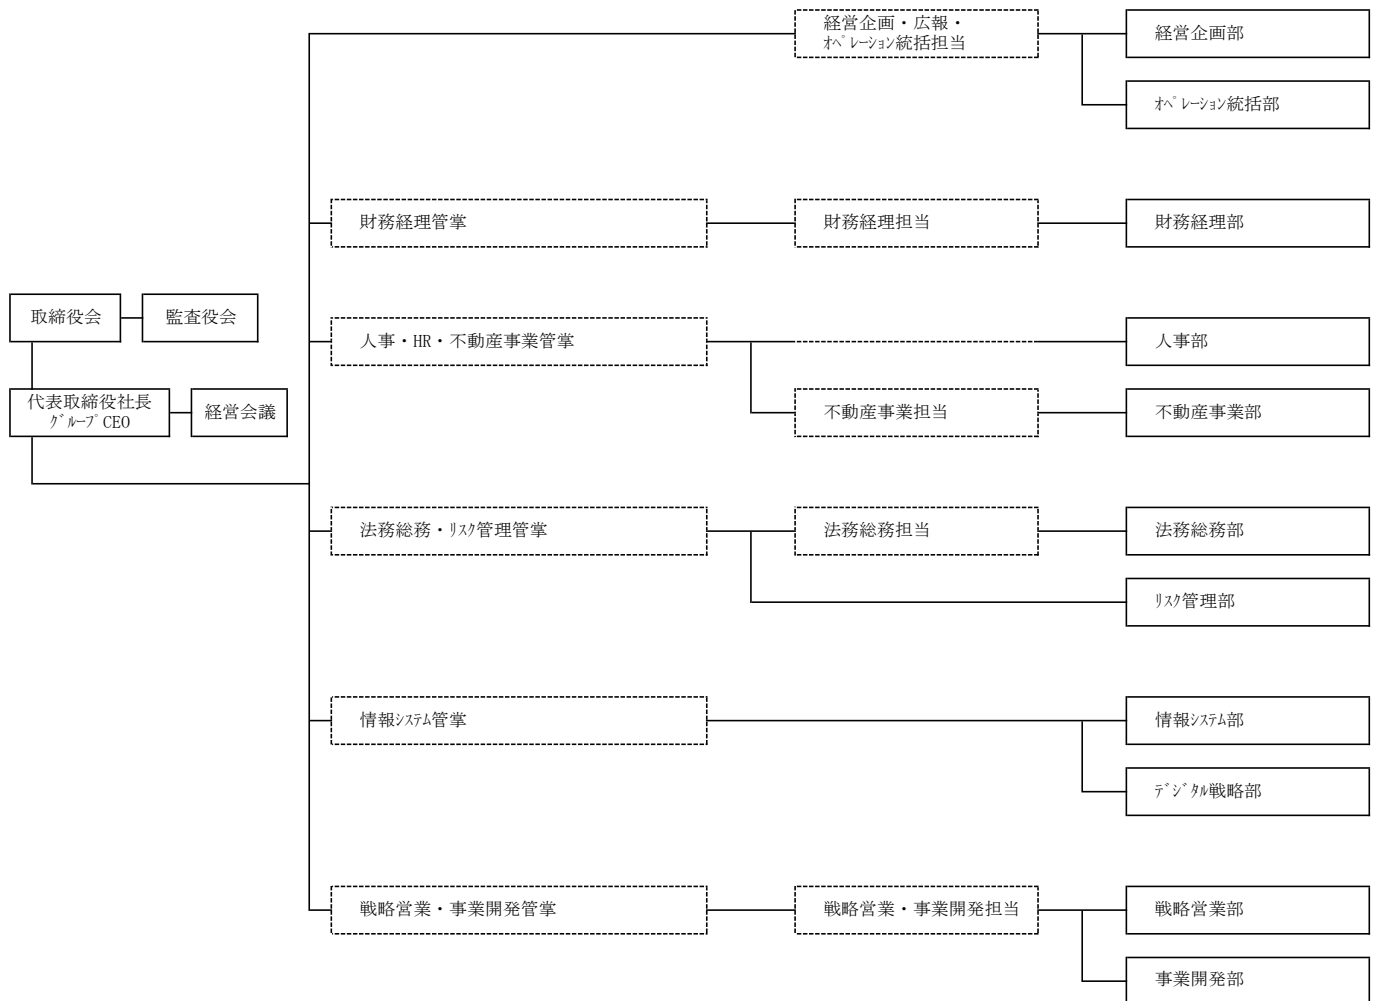 経営企画・広報・
ｵﾍﾟﾚｰｼｮﾝ統括担当
経営企画部
ｵﾍﾟﾚｰｼｮﾝ統括部
財務経理管掌
財務経理担当
財務経理部
取締役会
監査役会
人事・HR・不動産事業管掌
人事部
代表取締役社長
ｸﾞﾙｰﾌﾟCEO
経営会議
不動産事業担当
不動産事業部
法務総務・ﾘｽｸ管理管掌
法務総務担当
法務総務部
ﾘｽｸ管理部
情報ｼｽﾃﾑ管掌
情報ｼｽﾃﾑ部
ﾃﾞｼﾞﾀﾙ戦略部
戦略営業・事業開発管掌
戦略営業・事業開発担当
戦略営業部
事業開発部